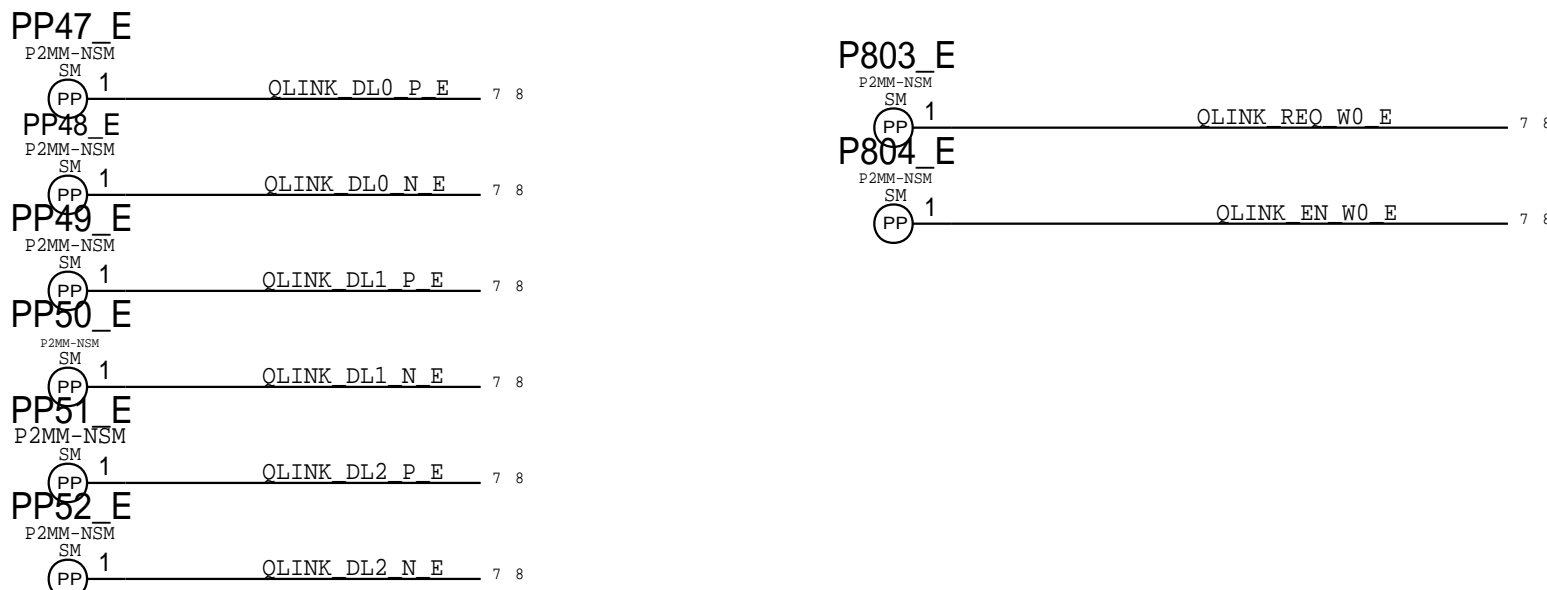 PP47_E
P2MM-NSM
SM
PP 1 QLINK_DL0_P_E 7 8
PP48_E
P2MM-NSM
SM
PP 1 QLINK_DL0_N_E 7 8
PP49_E
P2MM-NSM
SM
PP 1 QLINK_DL1_P_E 7 8
PP50_E
P2MM-NSM
SM
PP 1 QLINK_DL1_N_E 7 8
PP51_E
P2MM-NSM
SM
PP 1 QLINK_DL2_P_E 7 8
PP52_E
P2MM-NSM
SM
PP 1 QLINK_DL2_N_E 7 8
P803_E
P2MM-NSM
SM
PP 1 QLINK_REQ_W0_E 7 8
P804_E
P2MM-NSM
SM
PP 1 QLINK_EN_W0_E 7 8